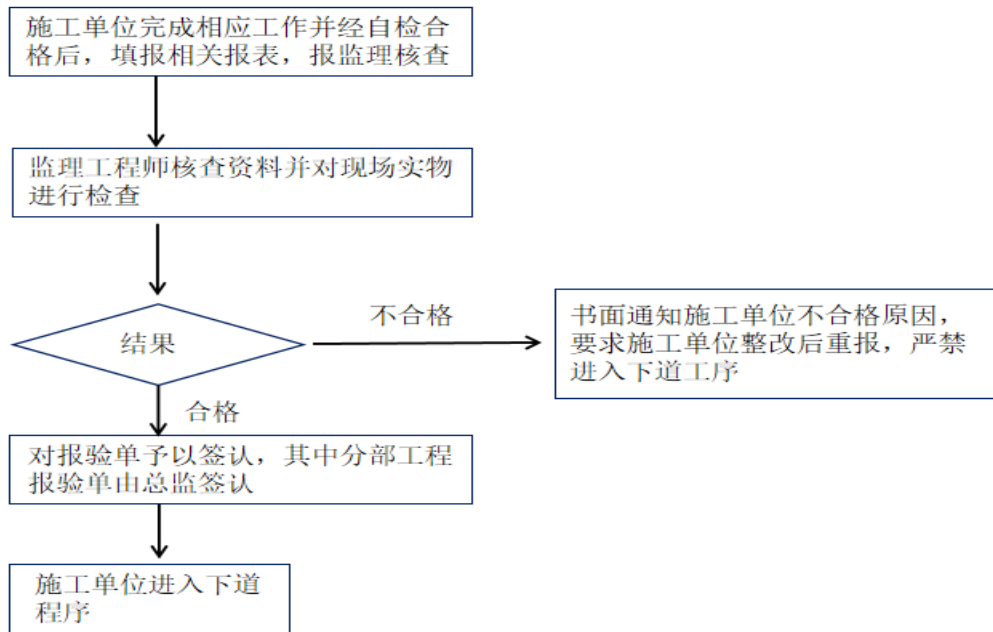 施工单位完成相应工作并经自检合
格后，填报相关报表，报监理核查
监理工程师核查资料并对现场实物
进行检查
结果
不合格
书面通知施工单位不合格原因，
要求施工单位整改后重报，严禁
进入下道工序
合格
对报验单予以签认，其中分部工程
报验单由总监签认
施工单位进入下道
程序